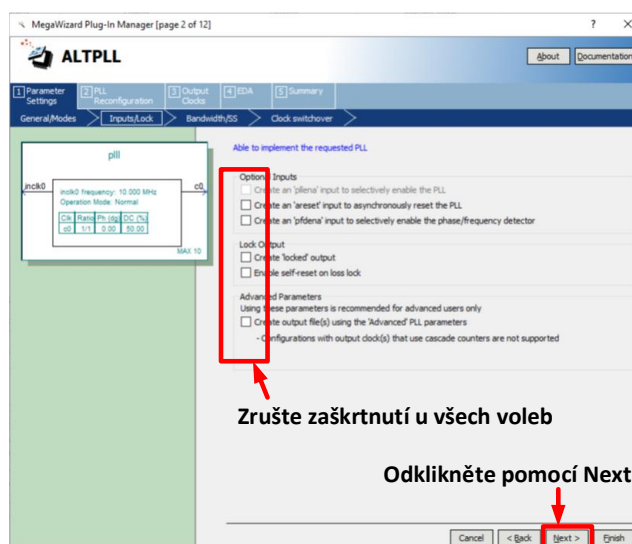 MegaWizard Plug-In Manager [page 2 of 12]
? X
ALTPLL
About
Documentation
1 Parameter Settings
2 PLL Reconfiguration
3 Output Clocks
4 EDA
5 Summary
General/Modes
Inputs/Lock
Bandwidth/SS
Clock switchover
plll
inclk0
c0
inclk0 frequency: 10.000 MHz
Operation Mode: Normal
Clk Ratio Ph (dg) DC (%)
c0 1/1 0.00 50.00
MAX 10
Able to implement the requested PLL
Optional Inputs
Create an 'pllena' input to selectively enable the PLL
Create an 'areset' input to asynchronously reset the PLL
Create an 'pfdena' input to selectively enable the phase/frequency detector
Lock Output
Create 'locked' output
Enable self-reset on loss lock
Advanced Parameters
Using these parameters is recommended for advanced users only
Create output file(s) using the 'Advanced' PLL parameters
- Configurations with output clock(s) that use cascade counters are not supported
Zrušte zaškrtnutí u všech voleb
Odklikněte pomocí Next
Cancel
< Back
Next >
Finish